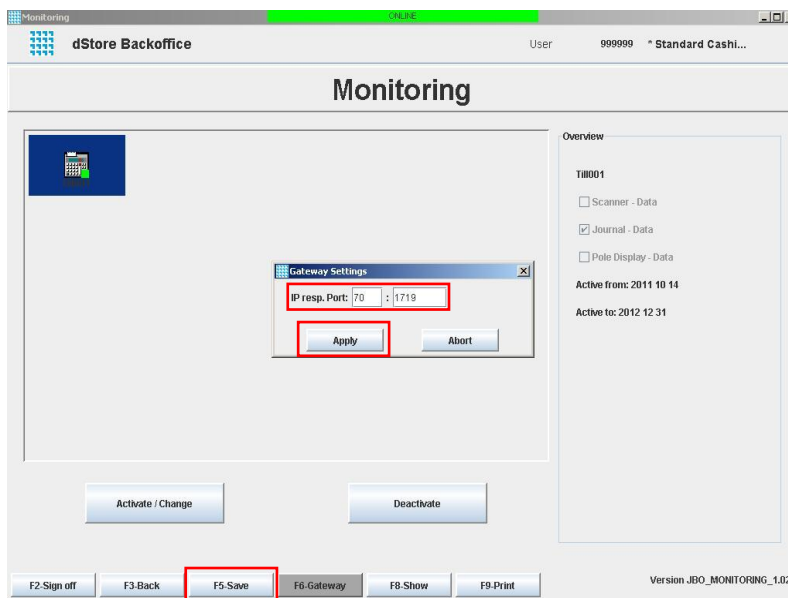 Monitoring
ONLINE
dStore Backoffice
User 999999 * Standard Cashi...
Monitoring
Overview
Till001
Scanner - Data
Journal - Data
Pole Display - Data
Active from: 2011 10 14
Active to: 2012 12 31
Gateway Settings
IP resp. Port: 70 : 1719
Apply Abort
Activate / Change Deactivate
F2-Sign off F3-Back F5-Save F6-Gateway F8-Show F9-Print
Version JBO_MONITORING_1.02